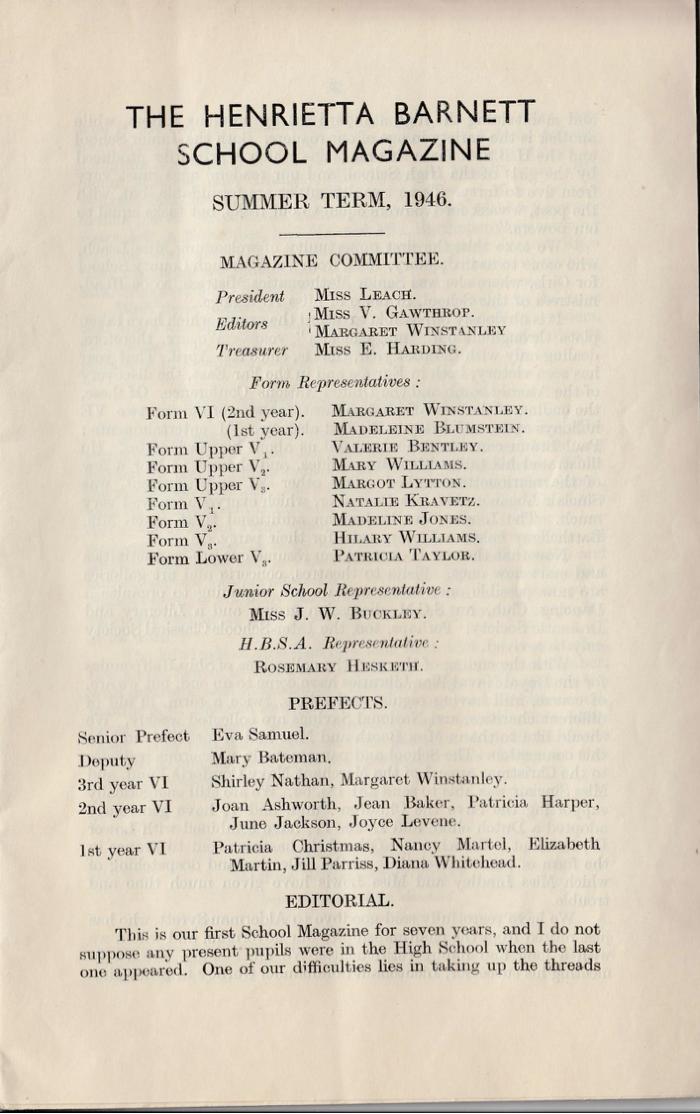 THE HENRIETTA BARNETT
SCHOOL MAGAZINE
SUMMER TERM, 1946.
MAGAZINE COMMITTEE.
President Miss Leach.
Editors Miss V. Gawthrop.
Margaret Winstanley
Treasurer Miss E. Harding.
Form Representatives :
Form VI (2nd year). Margaret Winstanley.
(1st year). Madeleine Blumstein.
Form Upper V₁. Valerie Bentley.
Form Upper V₂. Mary Williams.
Form Upper V₃. Margot Lytton.
Form V₁. Natalie Kravetz.
Form V₂. Madeline Jones.
Form V₃. Hilary Williams.
Form Lower V₃. Patricia Taylor.
Junior School Representative :
Miss J. W. Buckley.
H.B.S.A. Representative :
Rosemary Hesketh.
PREFECTS.
Senior Prefect Eva Samuel.
Deputy Mary Bateman.
3rd year VI Shirley Nathan, Margaret Winstanley.
2nd year VI Joan Ashworth, Jean Baker, Patricia Harper,
June Jackson, Joyce Levene.
1st year VI Patricia Christmas, Nancy Martel, Elizabeth
Martin, Jill Parriss, Diana Whitehead.
EDITORIAL.
This is our first School Magazine for seven years, and I do not
suppose any present pupils were in the High School when the last
one appeared. One of our difficulties lies in taking up the threads